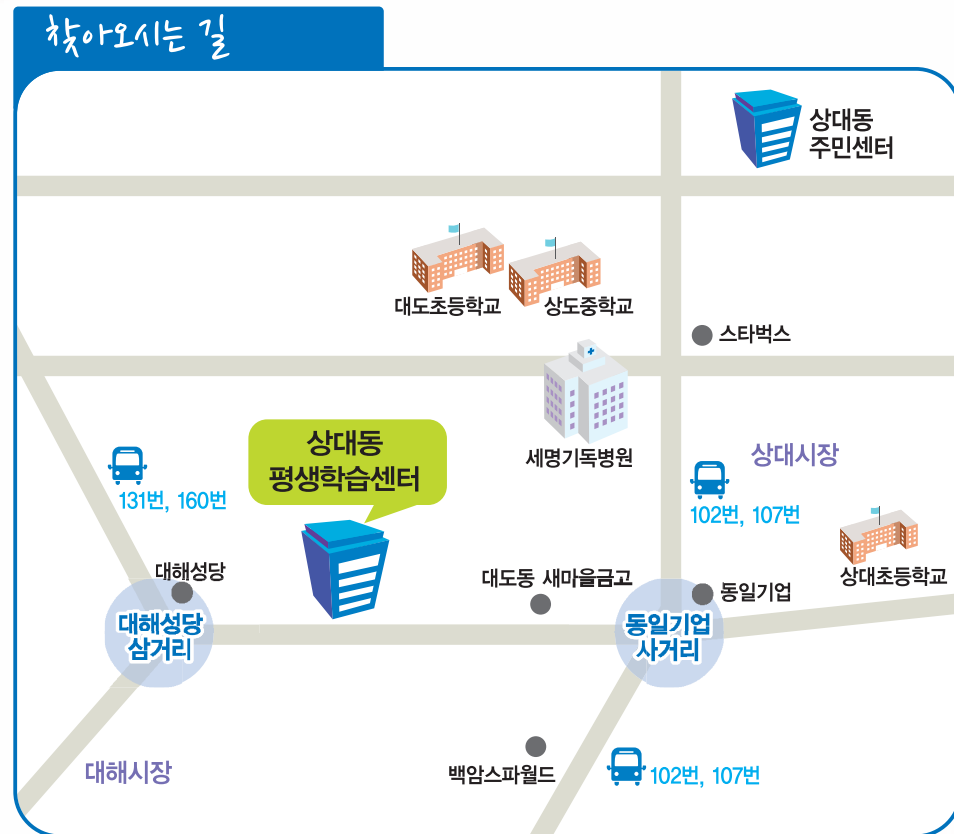 찾아오시는 길
상대동
주민센터
대도초등학교
상도중학교
스타벅스
상대동
평생학습센터
세명기독병원
상대시장
131번, 160번
102번, 107번
대해성당
대도동 새마을금고
동일기업
상대초등학교
대해성당
삼거리
동일기업
사거리
대해시장
백암스파월드
102번, 107번